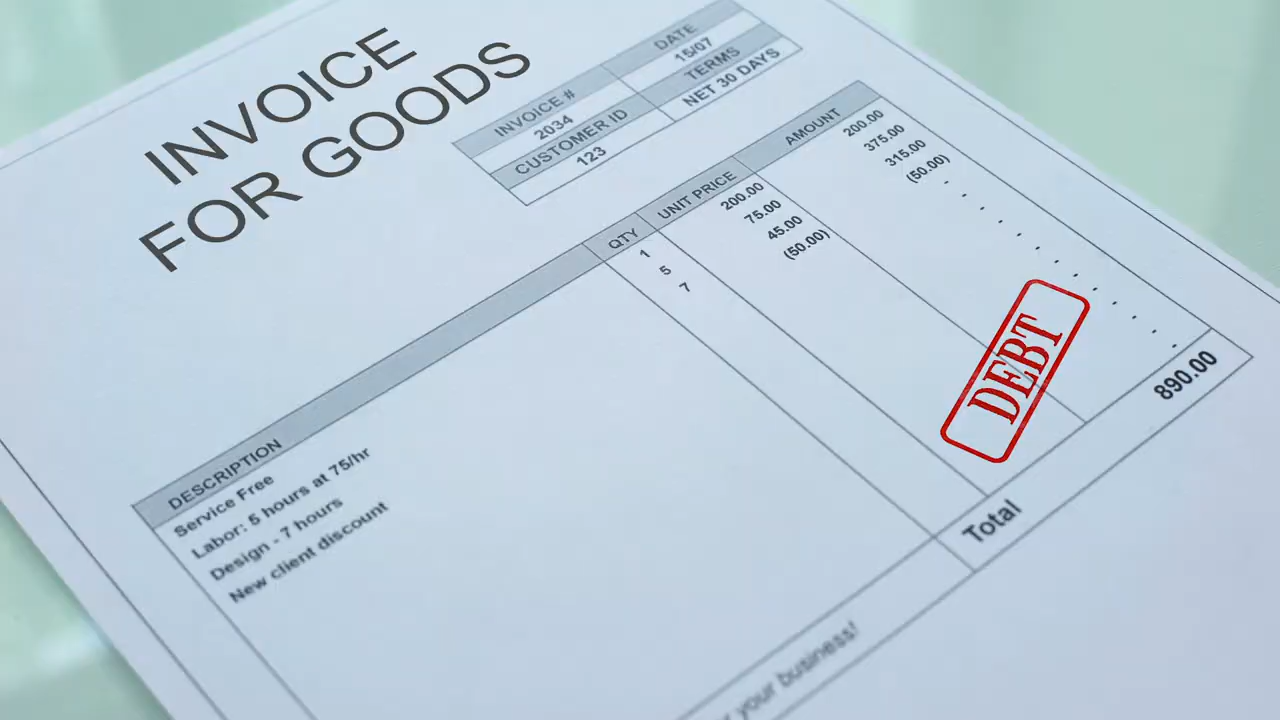 INVOICE
FOR GOODS
INVOICE # DATE
2034 15/07
CUSTOMER ID TERMS
123 NET 30 DAYS
DESCRIPTION QTY UNIT PRICE AMOUNT
Service Free 1 200.00 200.00
Labor: 5 hours at 75/hr 5 75.00 375.00
Design - 7 hours 7 45.00 315.00
New client discount (50.00) (50.00)
DEBT
Total 890.00
your business!